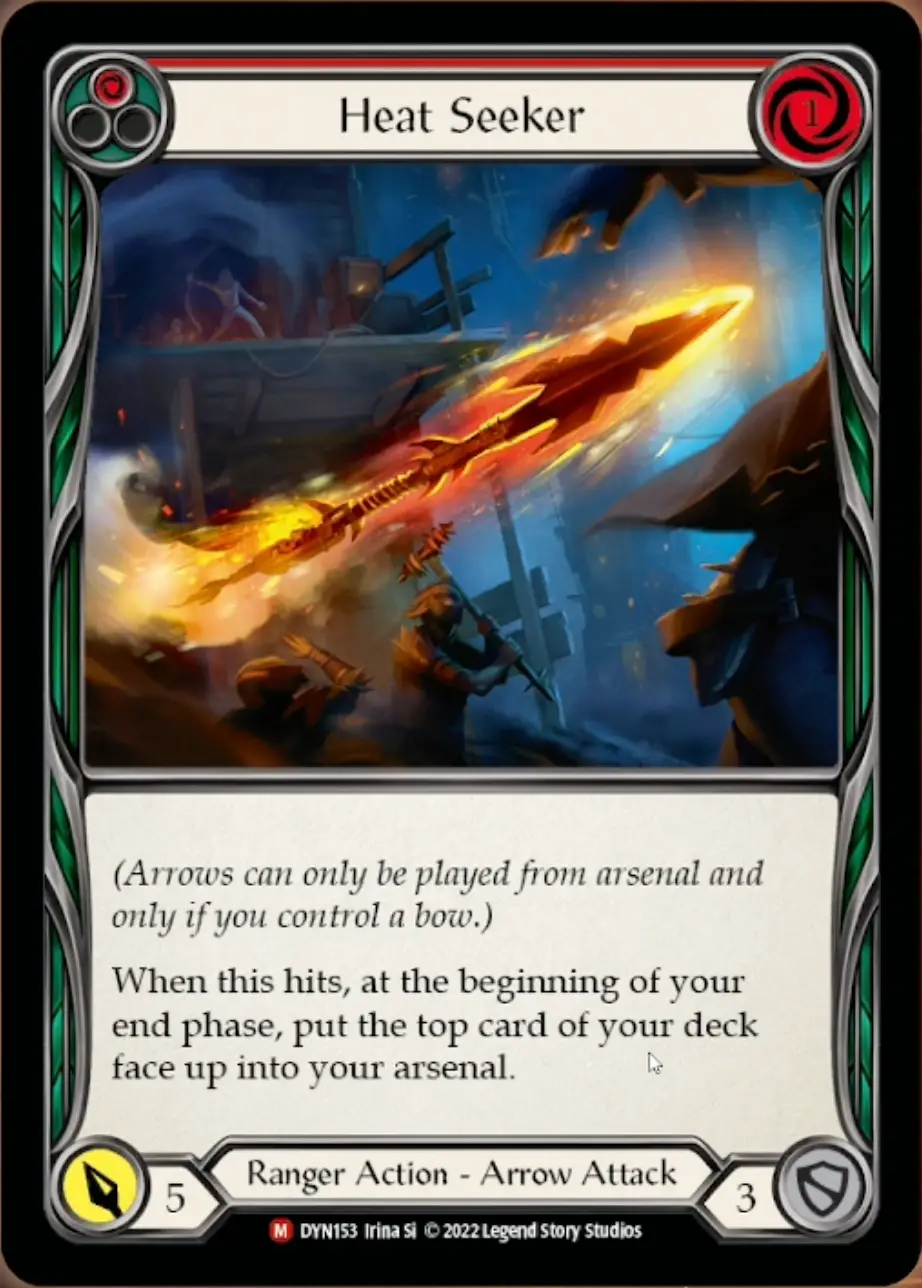 Heat Seeker
1
(Arrows can only be played from arsenal and
only if you control a bow.)
When this hits, at the beginning of your
end phase, put the top card of your deck
face up into your arsenal.
5
Ranger Action - Arrow Attack
3
M DYN153 Irina Si © 2022 Legend Story Studios